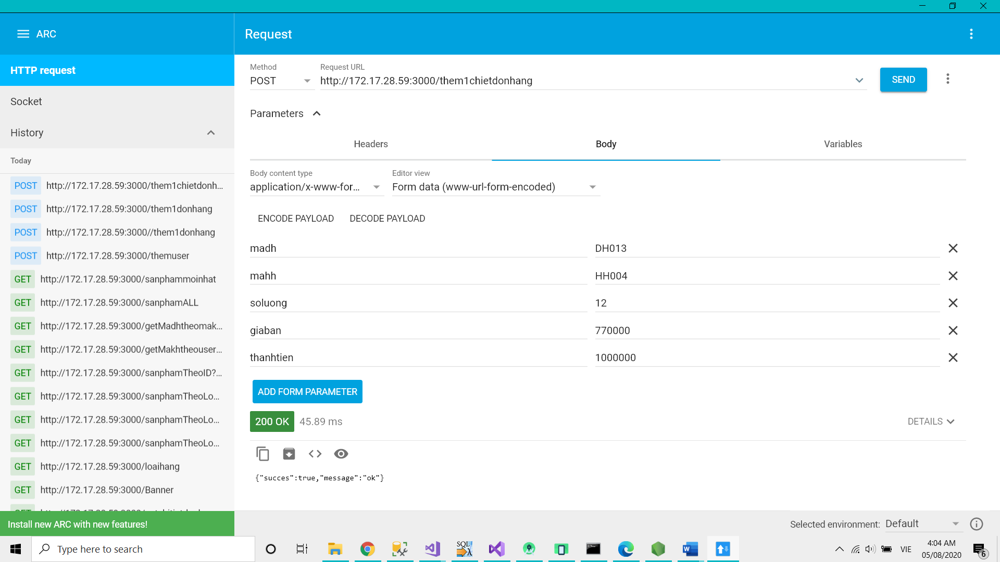 ARC
Request
HTTP request
Socket
History
Today
POST http://172.17.28.59:3000/them1chietdonh...
POST http://172.17.28.59:3000/them1donhang
POST http://172.17.28.59:3000//them1donhang
POST http://172.17.28.59:3000/themuser
GET http://172.17.28.59:3000/sanphammoinhat
GET http://172.17.28.59:3000/sanphamALL
GET http://172.17.28.59:3000/getMadhtheomak...
GET http://172.17.28.59:3000/getMakhtheouser...
GET http://172.17.28.59:3000/sanphamTheoID?...
GET http://172.17.28.59:3000/sanphamTheoLo...
GET http://172.17.28.59:3000/sanphamTheoLo...
GET http://172.17.28.59:3000/sanphamTheoLo...
GET http://172.17.28.59:3000/loaihang
GET http://172.17.28.59:3000/Banner
Install new ARC with new features!
Method Request URL
POST http://172.17.28.59:3000/them1chietdonhang
SEND
Parameters
Headers Body Variables
Body content type Editor view
application/x-www-for... Form data (www-url-form-encoded)
ENCODE PAYLOAD DECODE PAYLOAD
madh DH013
mahh HH004
soluong 12
giaban 770000
thanhtien 1000000
ADD FORM PARAMETER
200 OK 45.89 ms DETAILS
{"succes":true,"message":"ok"}
Selected environment: Default
Type here to search
SQL
VIE
4:04 AM
05/08/2020
6